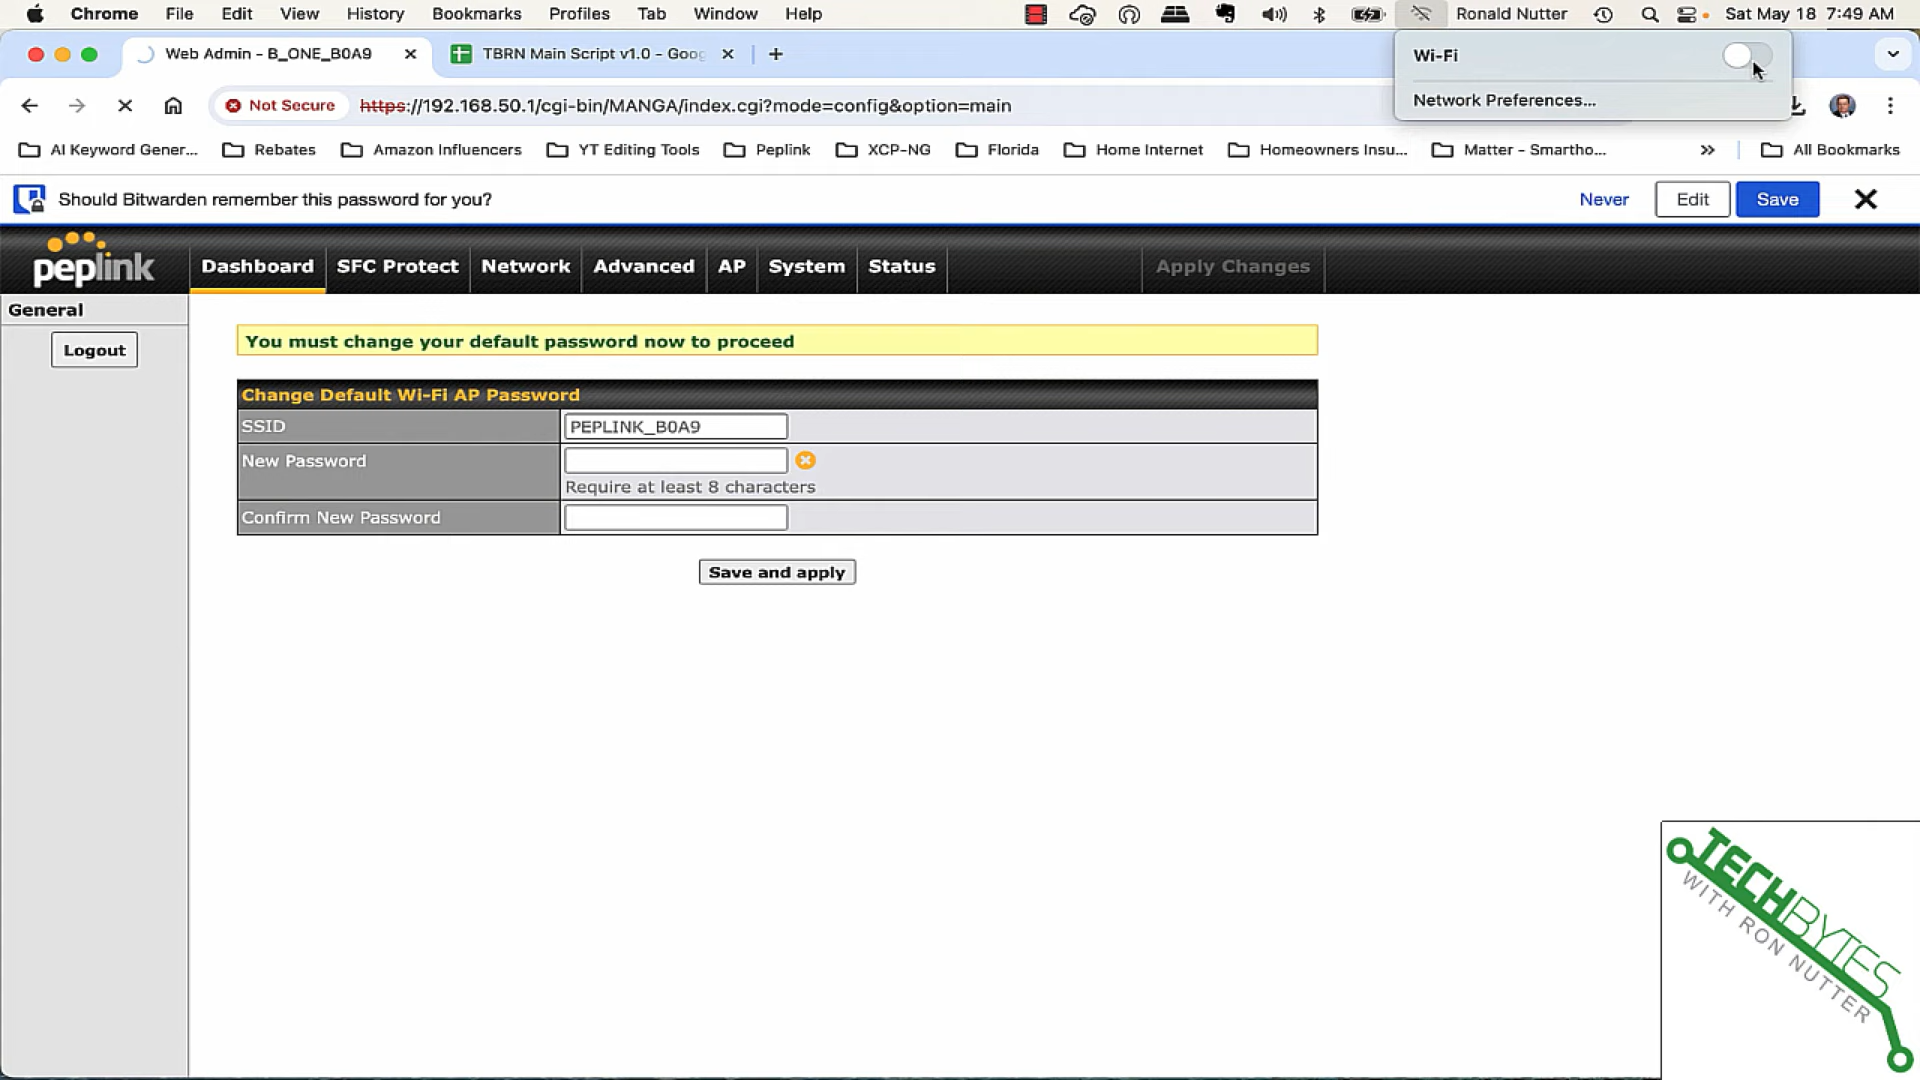 Chrome File Edit View History Bookmarks Profiles Tab Window Help Ronald Nutter Sat May 18 7:49 AM
Web Admin - B_ONE_B0A9 TBRN Main Script v1.0 - Goog
Wi-Fi
Not Secure https://192.168.50.1/cgi-bin/MANGA/index.cgi?mode=config&option=main
Network Preferences...
AI Keyword Gener... Rebates Amazon Influencers YT Editing Tools Peplink XCP-NG Florida Home Internet Homeowners Insu... Matter - Smartho... All Bookmarks
Should Bitwarden remember this password for you? Never Edit Save
peplink Dashboard SFC Protect Network Advanced AP System Status Apply Changes
General
Logout
You must change your default password now to proceed
Change Default Wi-Fi AP Password
SSID PEPLINK_B0A9
New Password
Require at least 8 characters
Confirm New Password
Save and apply
TECHBYTES
WITH RON NUTTER